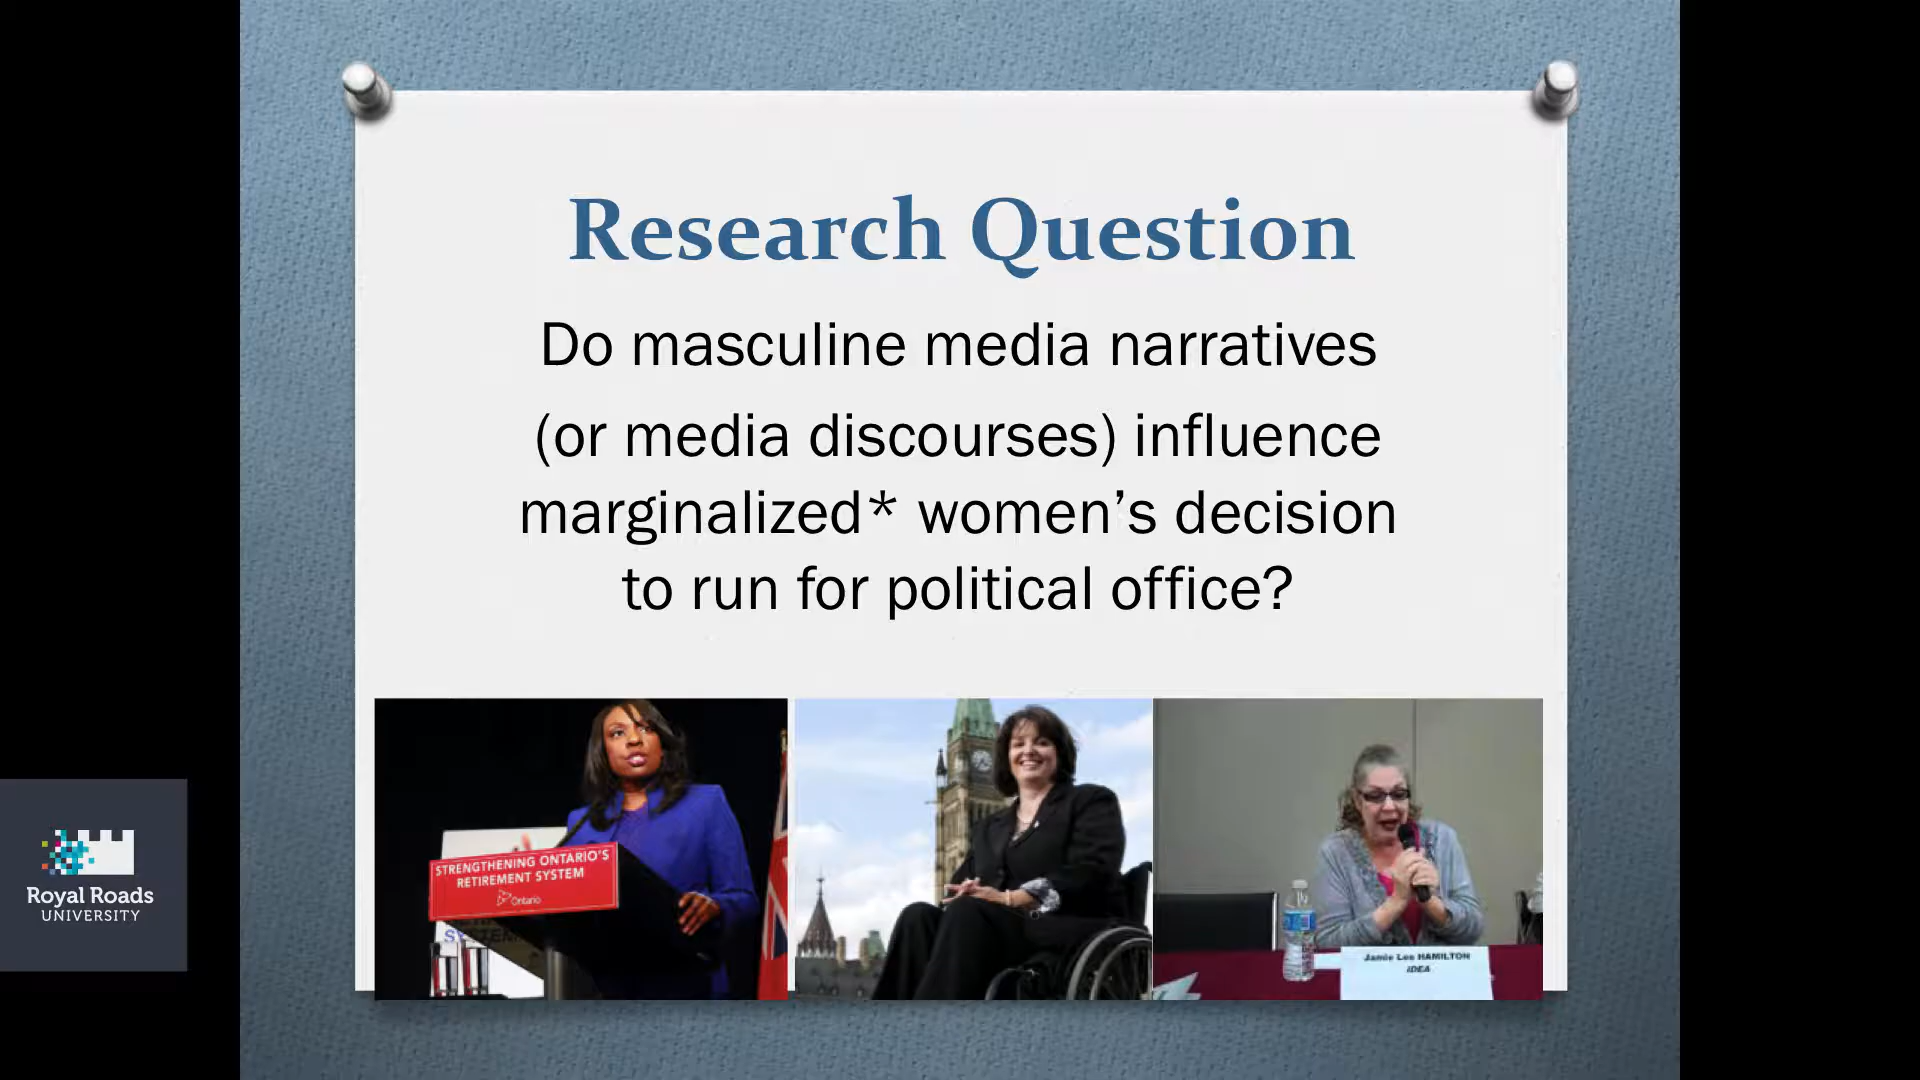 Research Question
Do masculine media narratives
(or media discourses) influence
marginalized* women’s decision
to run for political office?
STRENGTHENING ONTARIO'S
RETIREMENT SYSTEM
Ontario
Jamie Lee HAMILTON
IDEA
Royal Roads
UNIVERSITY